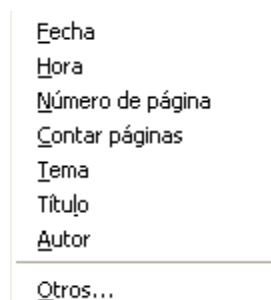 Fecha
Hora
Número de página
Contar páginas
Tema
Título
Autor
Otros...